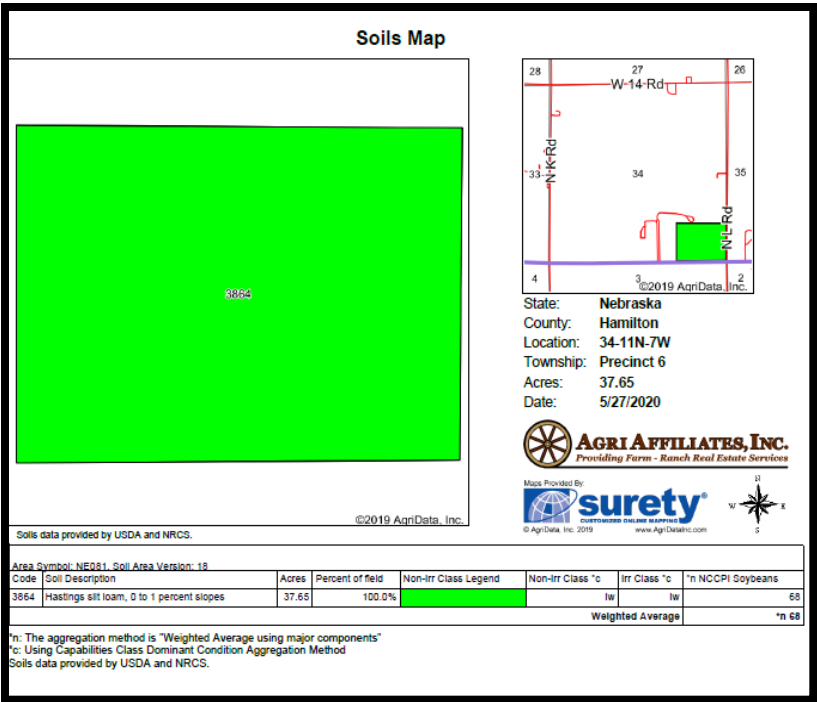 Soils Map
3864
©2019 AgriData, Inc.
Soils data provided by USDA and NRCS.
28 27 26
W-14-Rd
N-K-Rd
33 34 35
N-L-Rd
4 3 2
©2019 AgriData, Inc.
State: Nebraska
County: Hamilton
Location: 34-11N-7W
Township: Precinct 6
Acres: 37.65
Date: 5/27/2020
AGRI AFFILIATES, INC.
Providing Farm - Ranch Real Estate Services
Maps Provided By:
surety®
CUSTOMIZED ONLINE MAPPING
© AgriData, Inc. 2019 www.AgriDataInc.com
N
W E
S
Area Symbol: NE081, Soil Area Version: 18
Code Soil Description Acres Percent of field Non-Irr Class Legend Non-Irr Class *c Irr Class *c *n NCCPI Soybeans
3864 Hastings silt loam, 0 to 1 percent slopes 37.65 100.0% Iw Iw 68
Weighted Average *n 68
*n: The aggregation method is "Weighted Average using major components"
*c: Using Capabilities Class Dominant Condition Aggregation Method
Soils data provided by USDA and NRCS.